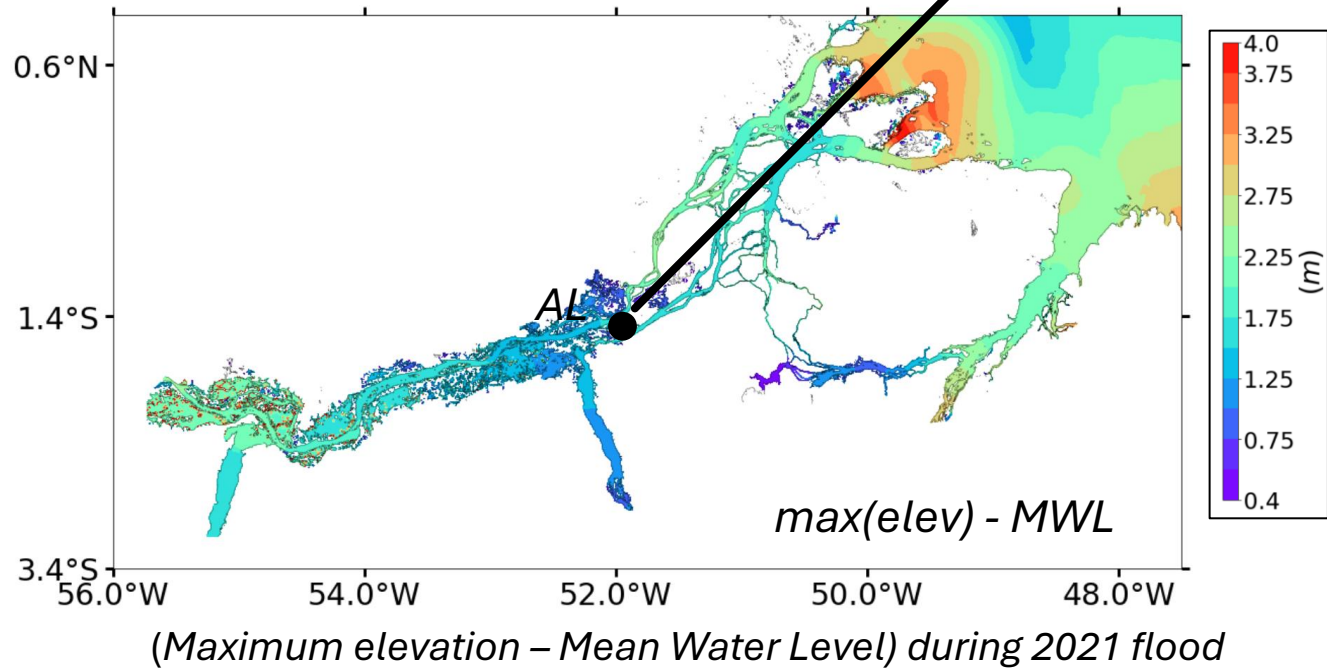 0.6°N
1.4°S
3.4°S
56.0°W 54.0°W 52.0°W 50.0°W 48.0°W
AL
max(elev) - MWL
4.0
3.75
3.25
2.75
2.25
1.75
1.25
0.75
0.4
(m)
(Maximum elevation – Mean Water Level) during 2021 flood